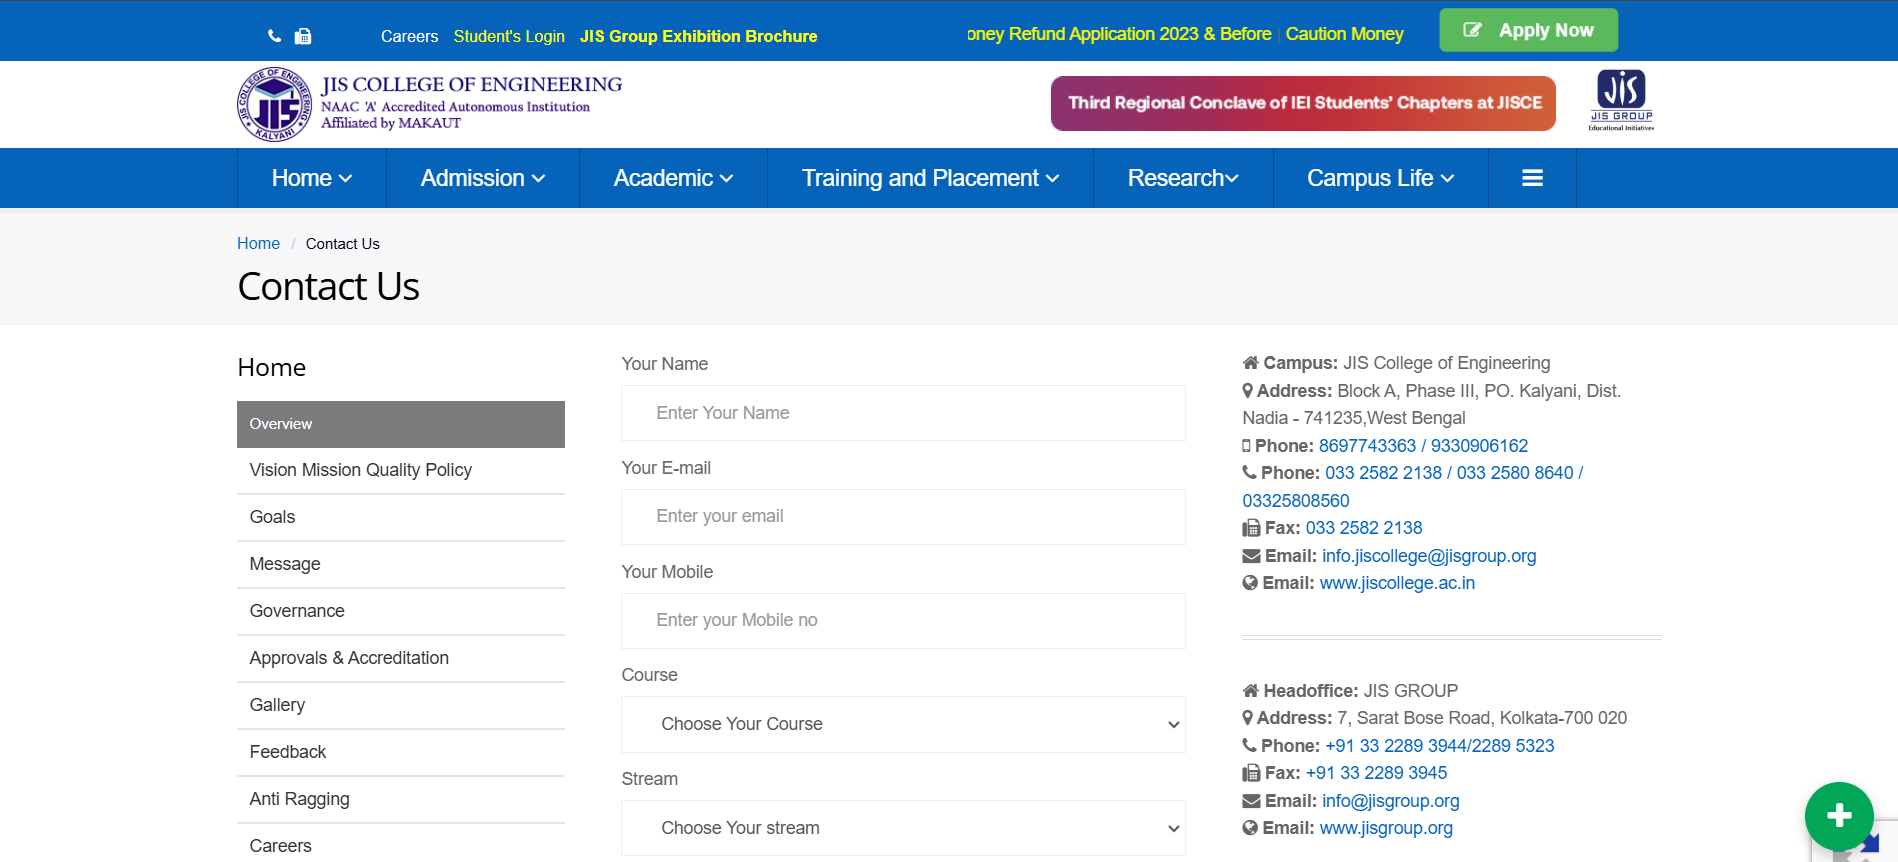 Careers Student's Login JIS Group Exhibition Brochure
oney Refund Application 2023 & Before | Caution Money
Apply Now
JIS COLLEGE OF ENGINEERING
KALYANI
JIS
JIS COLLEGE OF ENGINEERING
NAAC 'A' Accredited Autonomous Institution
Affiliated by MAKAUT
Third Regional Conclave of IEI Students' Chapters at JISCE
JIS
JIS GROUP
Educational Initiatives
Home Admission Academic Training and Placement Research Campus Life
Home / Contact Us
Contact Us
Home
Overview
Vision Mission Quality Policy
Goals
Message
Governance
Approvals & Accreditation
Gallery
Feedback
Anti Ragging
Careers
Your Name
Enter Your Name
Your E-mail
Enter your email
Your Mobile
Enter your Mobile no
Course
Choose Your Course
Stream
Choose Your stream
Campus: JIS College of Engineering
Address: Block A, Phase III, PO. Kalyani, Dist.
Nadia - 741235,West Bengal
Phone: 8697743363 / 9330906162
Phone: 033 2582 2138 / 033 2580 8640 /
03325808560
Fax: 033 2582 2138
Email: info.jiscollege@jisgroup.org
Email: www.jiscollege.ac.in
Headoffice: JIS GROUP
Address: 7, Sarat Bose Road, Kolkata-700 020
Phone: +91 33 2289 3944/2289 5323
Fax: +91 33 2289 3945
Email: info@jisgroup.org
Email: www.jisgroup.org